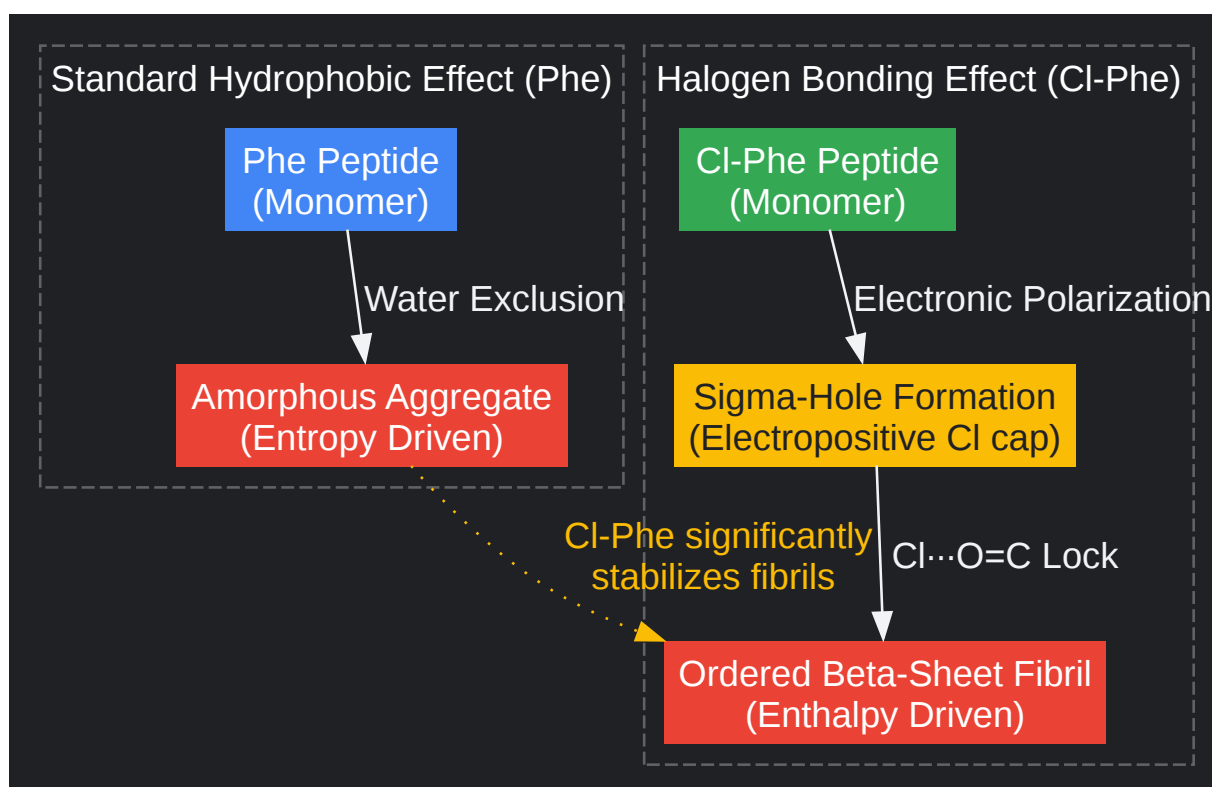 Standard Hydrophobic Effect (Phe)
Phe Peptide
(Monomer)
Water Exclusion
Amorphous Aggregate
(Entropy Driven)
Halogen Bonding Effect (Cl-Phe)
Cl-Phe Peptide
(Monomer)
Electronic Polarization
Sigma-Hole Formation
(Electropositive Cl cap)
Cl-Phe significantly
stabilizes fibrils
Cl···O=C Lock
Ordered Beta-Sheet Fibril
(Enthalpy Driven)